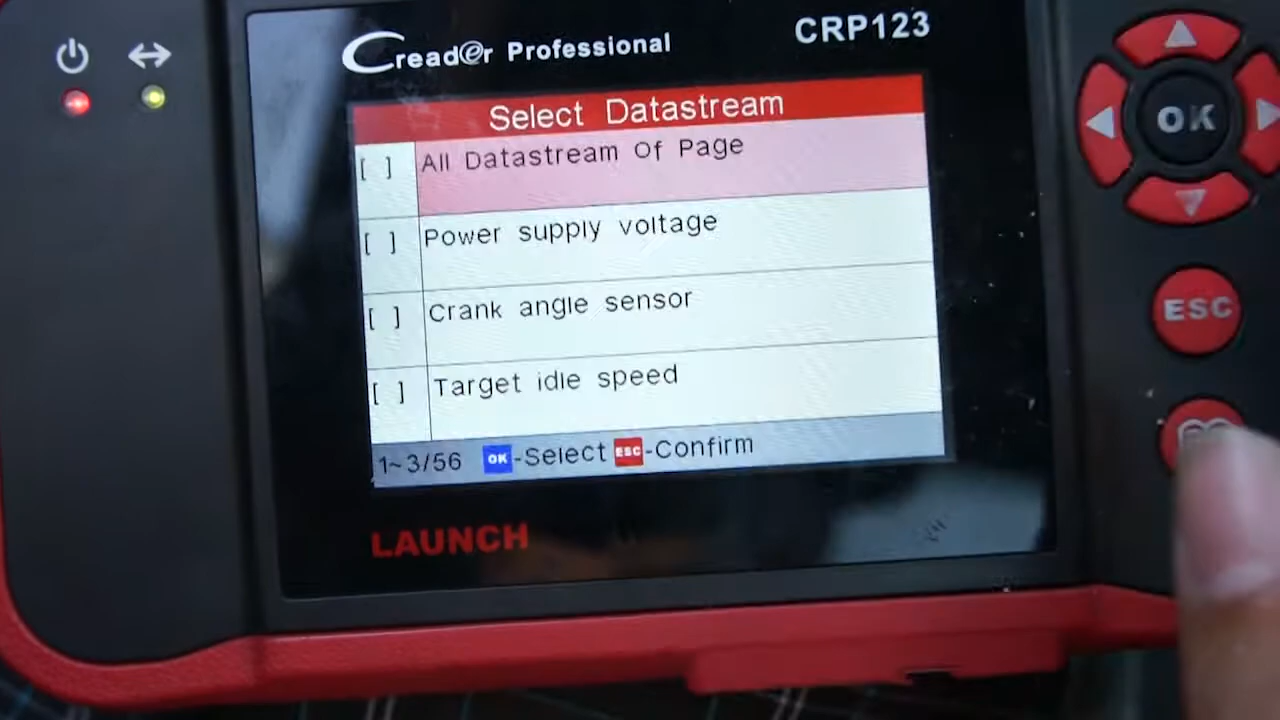 Creader Professional
CRP123
Select Datastream
[ ] All Datastream Of Page
[ ] Power supply voltage
[ ] Crank angle sensor
[ ] Target idle speed
1~3/56 OK-Select ESC-Confirm
LAUNCH
OK
ESC